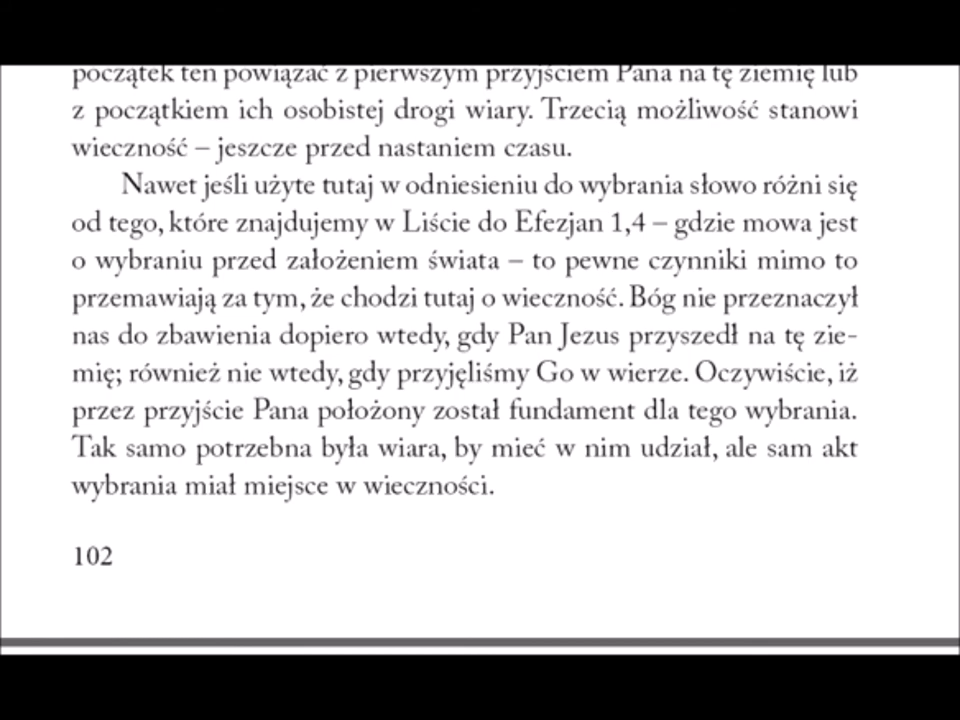 początek ten powiązać z pierwszym przyjściem Pana na tę ziemię lub
z początkiem ich osobistej drogi wiary. Trzecią możliwość stanowi
wieczność – jeszcze przed nastaniem czasu.
Nawet jeśli użyte tutaj w odniesieniu do wybrania słowo różni się
od tego, które znajdujemy w Liście do Efezjan 1,4 – gdzie mowa jest
o wybraniu przed założeniem świata – to pewne czynniki mimo to
przemawiają za tym, że chodzi tutaj o wieczność. Bóg nie przeznaczył
nas do zbawienia dopiero wtedy, gdy Pan Jezus przyszedł na tę zie-
mię; również nie wtedy, gdy przyjęliśmy Go w wierze. Oczywiście, iż
przez przyjście Pana położony został fundament dla tego wybrania.
Tak samo potrzebna była wiara, by mieć w nim udział, ale sam akt
wybrania miał miejsce w wieczności.
102